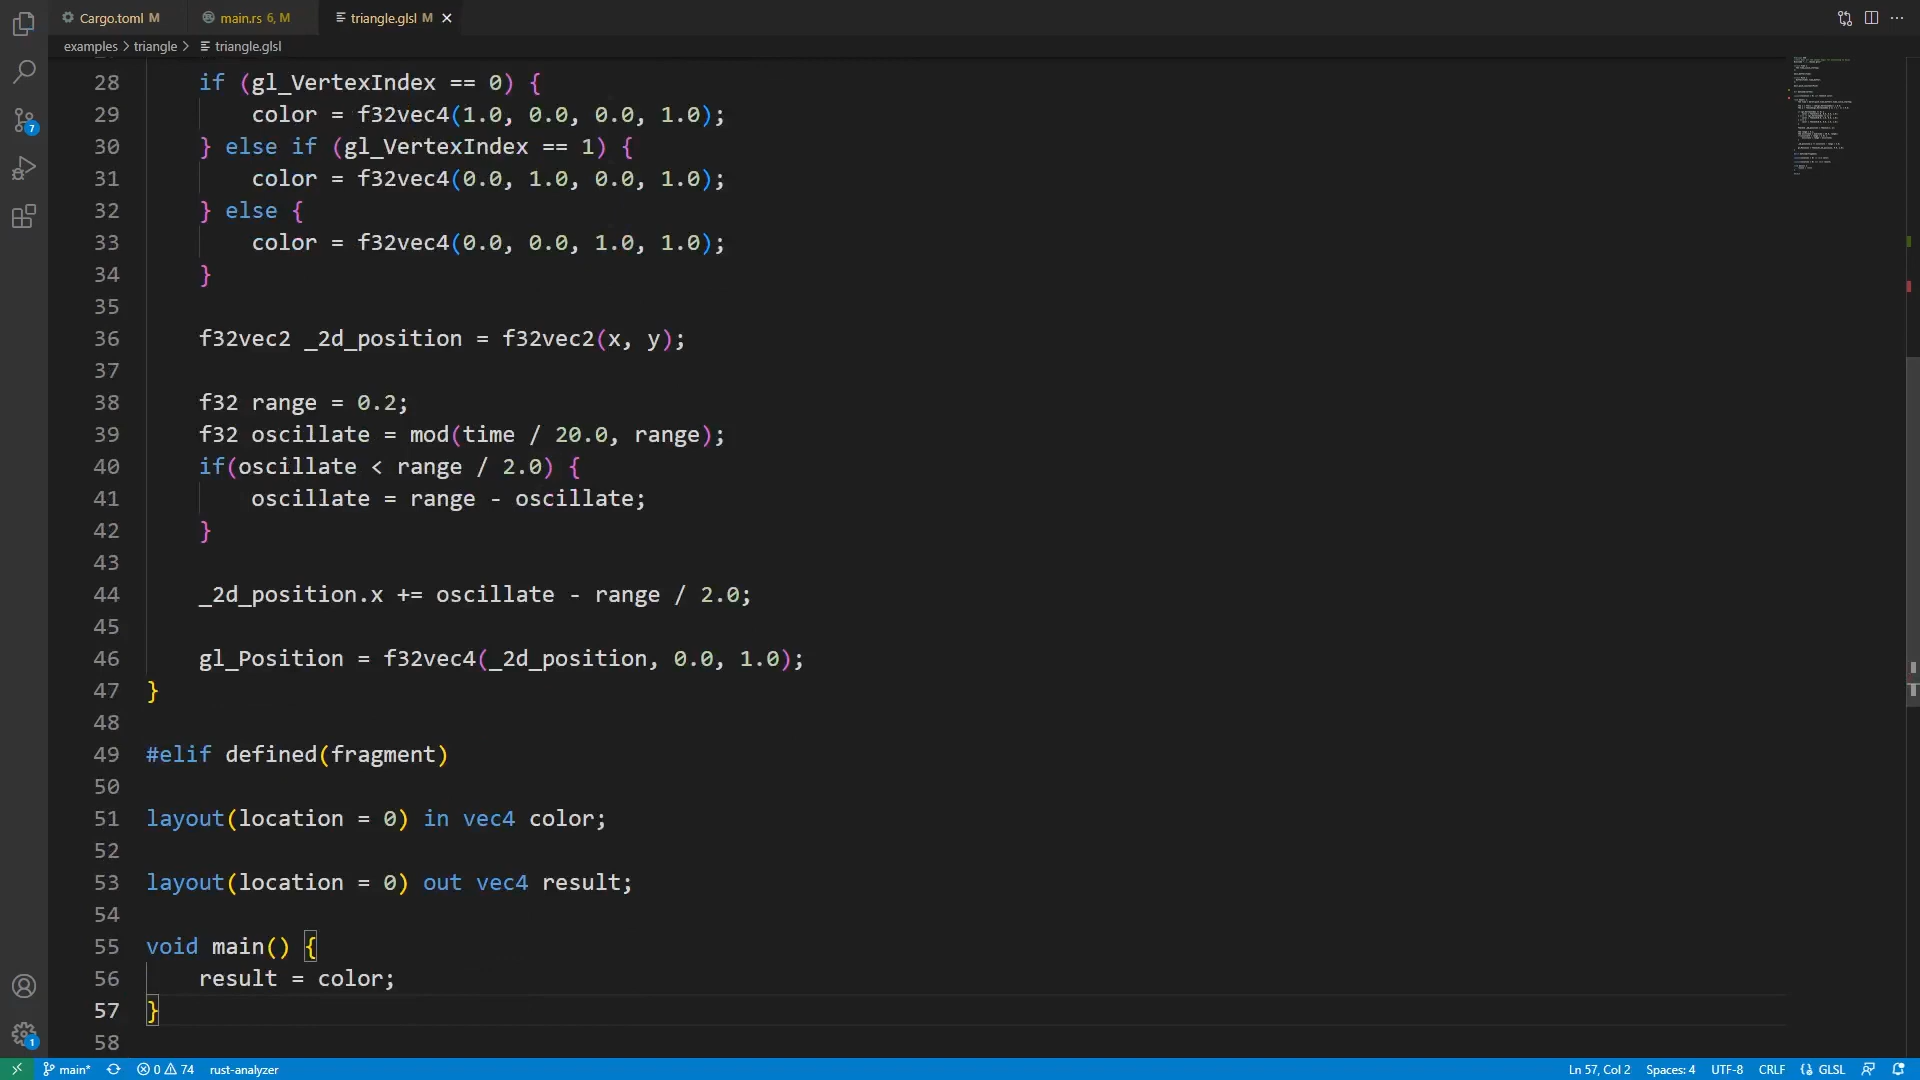 Cargo.toml M
main.rs 6, M
triangle.glsl M
examples > triangle > triangle.glsl
28 if (gl_VertexIndex == 0) {
29 color = f32vec4(1.0, 0.0, 0.0, 1.0);
30 } else if (gl_VertexIndex == 1) {
31 color = f32vec4(0.0, 1.0, 0.0, 1.0);
32 } else {
33 color = f32vec4(0.0, 0.0, 1.0, 1.0);
34 }
35
36 f32vec2 _2d_position = f32vec2(x, y);
37
38 f32 range = 0.2;
39 f32 oscillate = mod(time / 20.0, range);
40 if(oscillate < range / 2.0) {
41 oscillate = range - oscillate;
42 }
43
44 _2d_position.x += oscillate - range / 2.0;
45
46 gl_Position = f32vec4(_2d_position, 0.0, 1.0);
47 }
48
49 #elif defined(fragment)
50
51 layout(location = 0) in vec4 color;
52
53 layout(location = 0) out vec4 result;
54
55 void main() {
56 result = color;
57 }
58
7
1
main* 0 74 rust-analyzer Ln 57, Col 2 Spaces: 4 UTF-8 CRLF GLSL